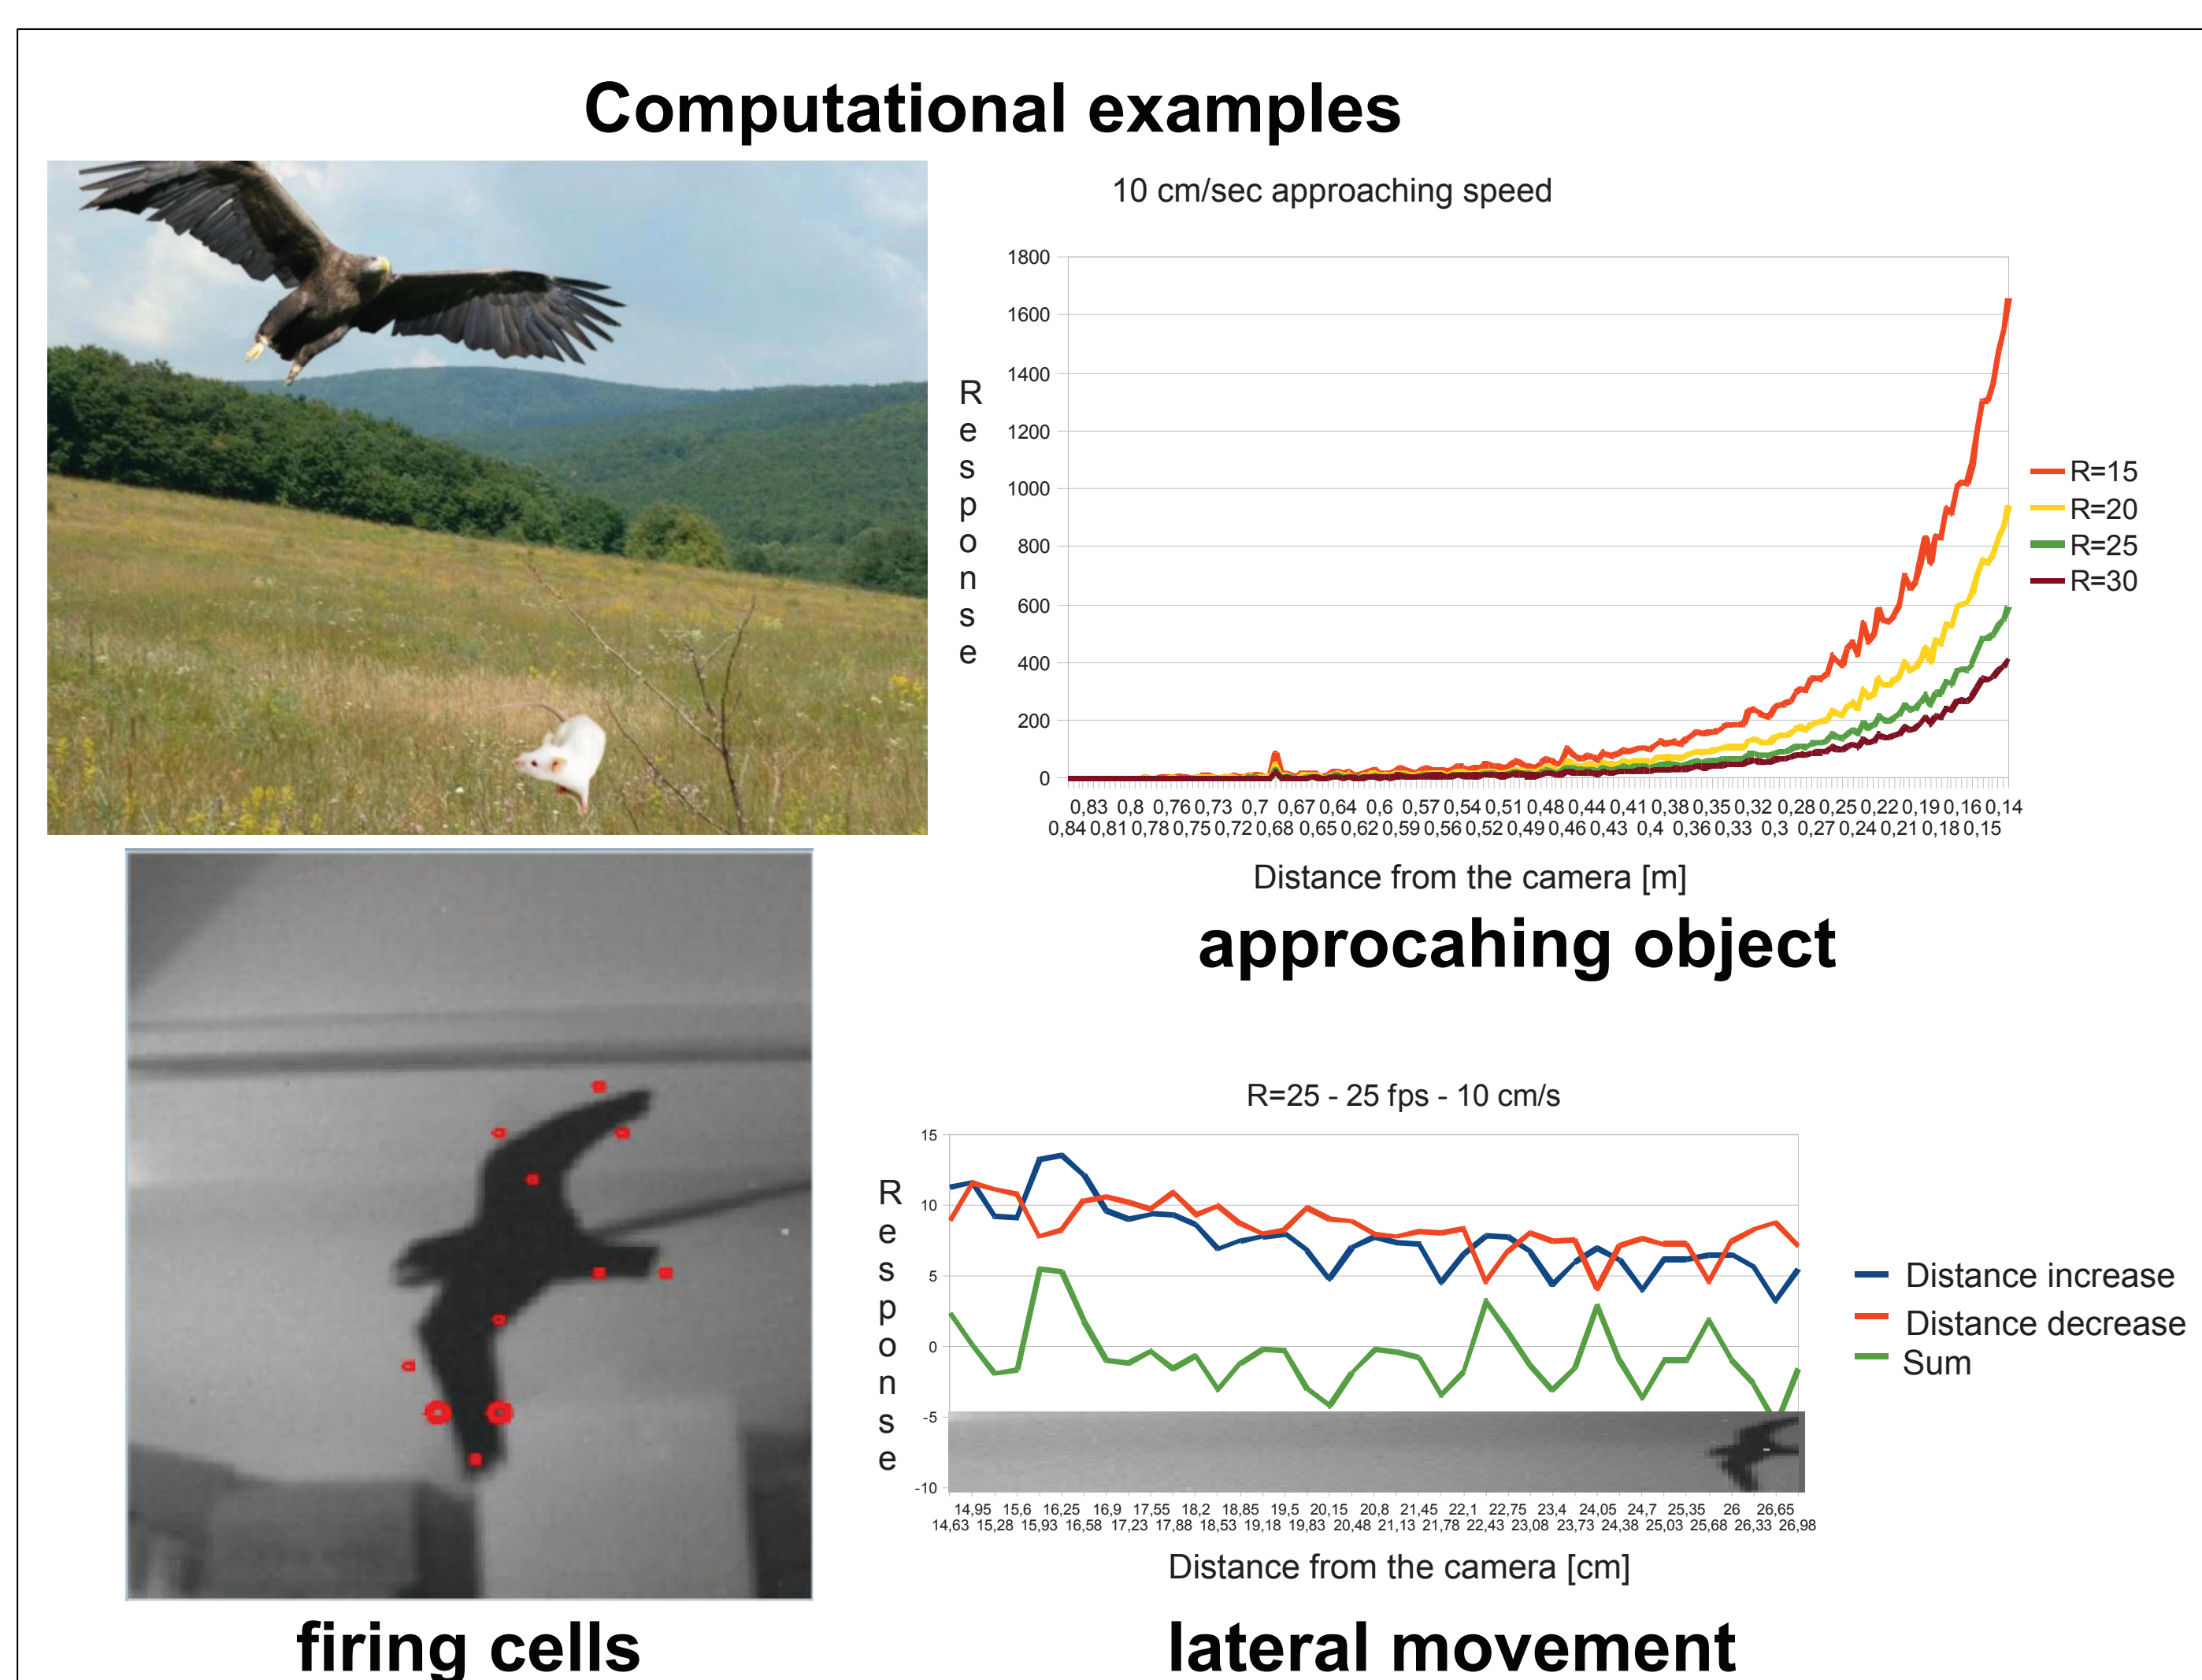 Computational examples
10 cm/sec approaching speed
1800
1600
1400
1200
1000
800
600
400
200
0
Response
R=15
R=20
R=25
R=30
0,83 0,8 0,76 0,73 0,7 0,67 0,64 0,6 0,57 0,54 0,51 0,48 0,44 0,41 0,38 0,35 0,32 0,28 0,25 0,22 0,19 0,16 0,14
0,84 0,81 0,78 0,75 0,72 0,68 0,65 0,62 0,59 0,56 0,52 0,49 0,46 0,43 0,4 0,36 0,33 0,3 0,27 0,24 0,21 0,18 0,15
Distance from the camera [m]
approcahing object
R=25 - 25 fps - 10 cm/s
15
10
5
0
-5
-10
Response
Distance increase
Distance decrease
Sum
14,95 15,6 16,25 16,9 17,55 18,2 18,85 19,5 20,15 20,8 21,45 22,1 22,75 23,4 24,05 24,7 25,35 26 26,65
14,63 15,28 15,93 16,58 17,23 17,88 18,53 19,18 19,83 20,48 21,13 21,78 22,43 23,08 23,73 24,38 25,03 25,68 26,33 26,98
Distance from the camera [cm]
firing cells
lateral movement